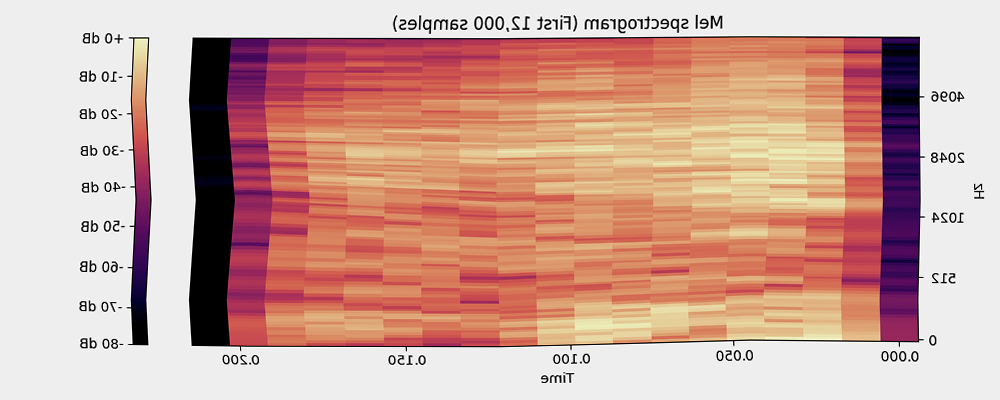 Mel spectrogram (First 12,000 samples)
4096
2048
1024
512
0
Hz
0.000
0.050
0.100
0.150
0.200
Time
+0 dB
-10 dB
-20 dB
-30 dB
-40 dB
-50 dB
-60 dB
-70 dB
-80 dB